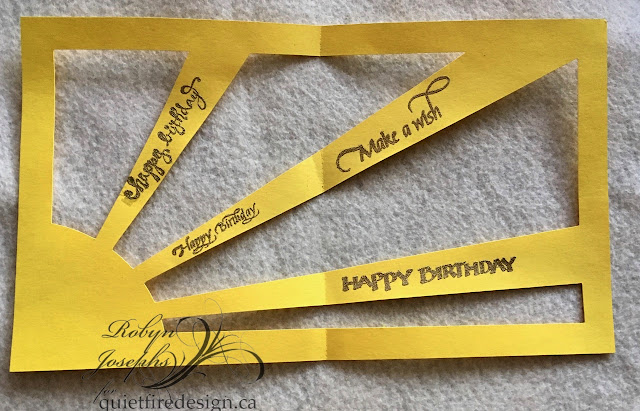 happy birthday
Make a wish
Happy Birthday
HAPPY BIRTHDAY
Robyn
Josephs
for
quietfiredesign.ca